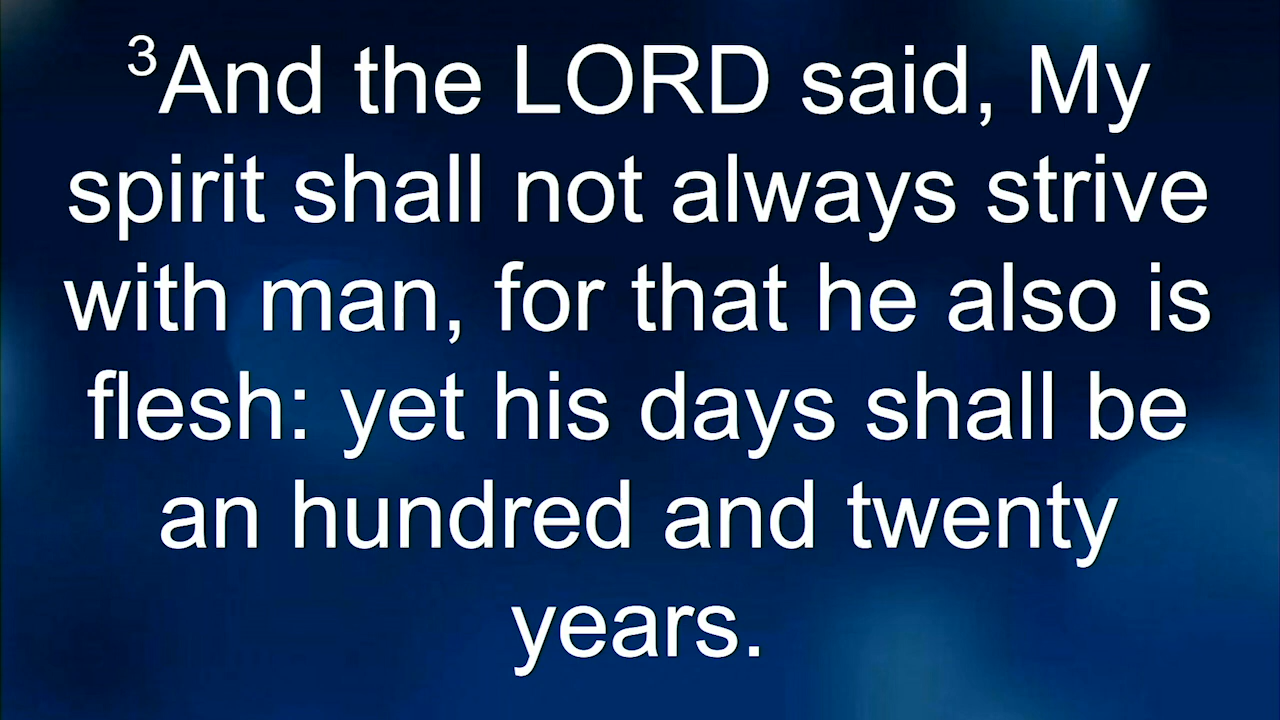 ³And the LORD said, My
spirit shall not always strive
with man, for that he also is
flesh: yet his days shall be
an hundred and twenty
years.